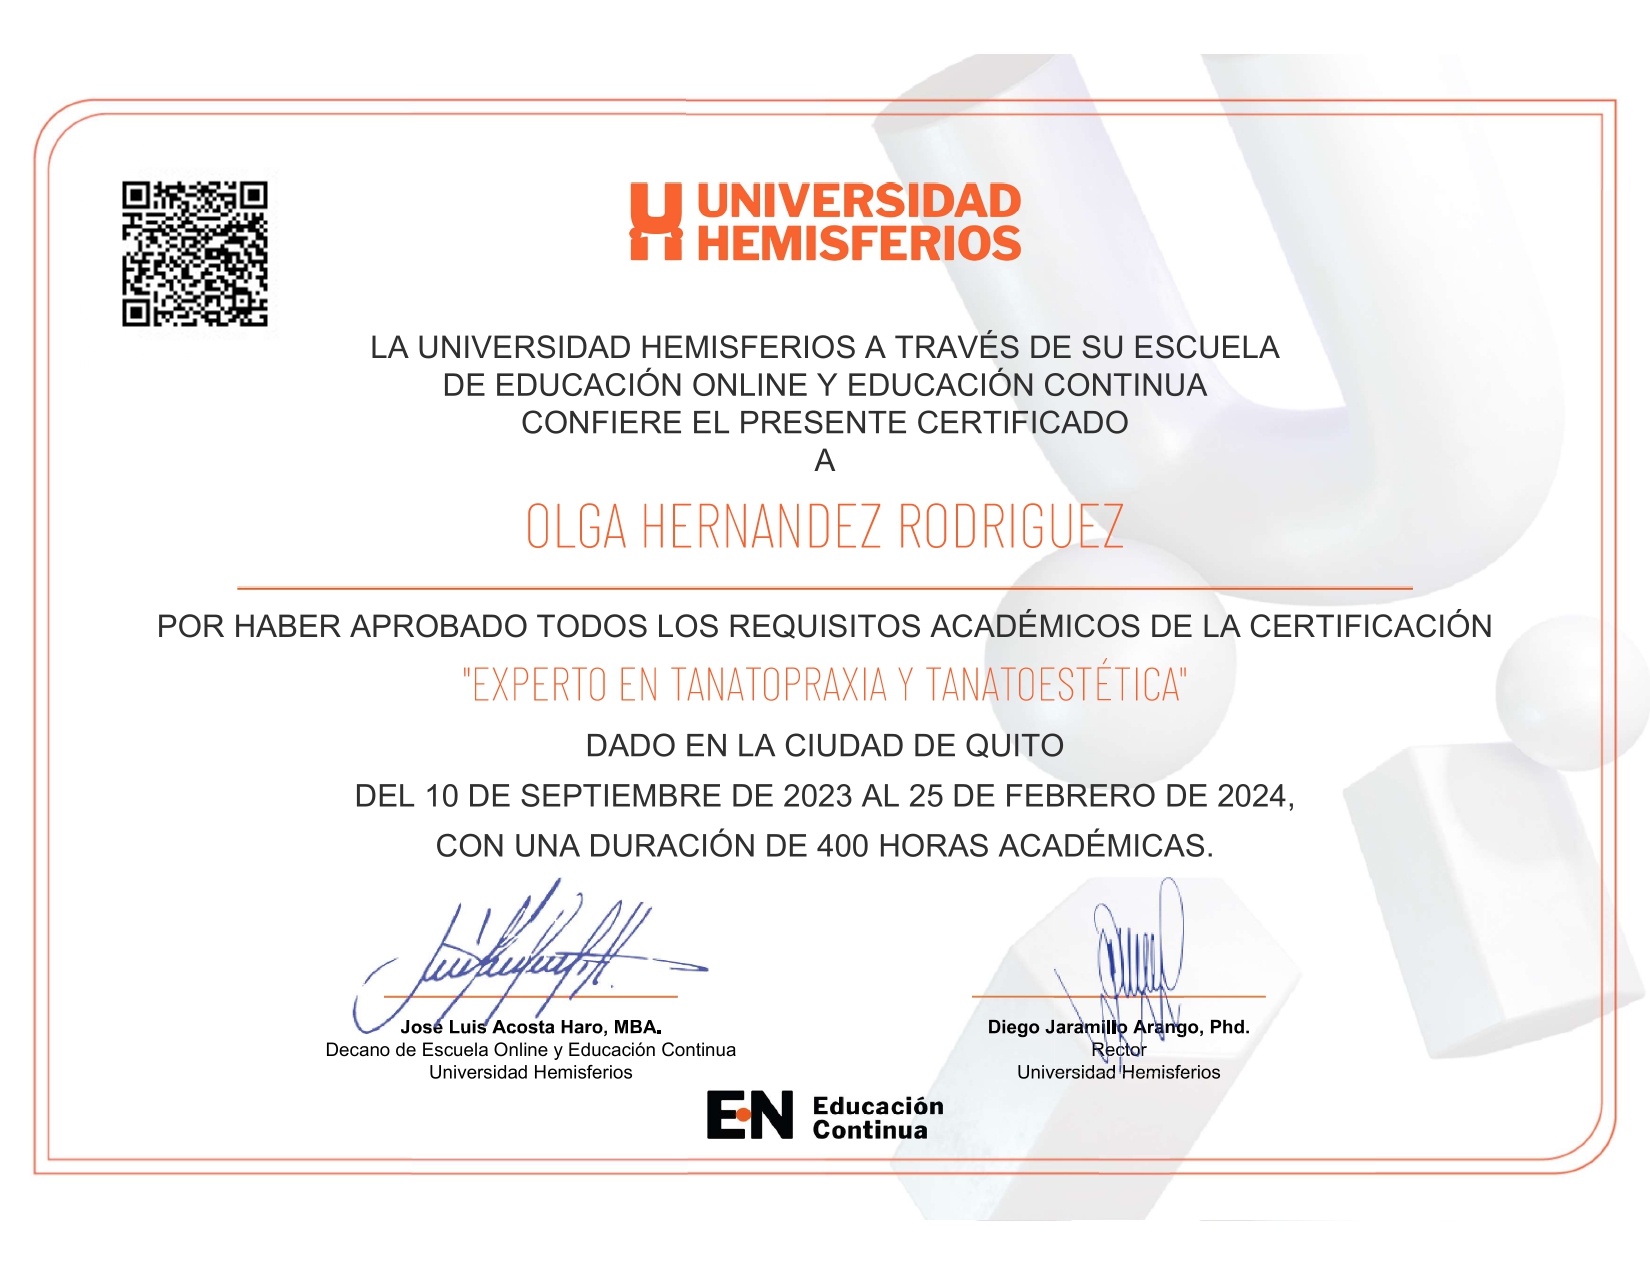 UNIVERSIDAD
HEMISFERIOS
LA UNIVERSIDAD HEMISFERIOS A TRAVÉS DE SU ESCUELA
DE EDUCACIÓN ONLINE Y EDUCACIÓN CONTINUA
CONFIERE EL PRESENTE CERTIFICADO
A
OLGA HERNANDEZ RODRIGUEZ
POR HABER APROBADO TODOS LOS REQUISITOS ACADÉMICOS DE LA CERTIFICACIÓN
"EXPERTO EN TANATOPRAXIA Y TANATOESTÉTICA"
DADO EN LA CIUDAD DE QUITO
DEL 10 DE SEPTIEMBRE DE 2023 AL 25 DE FEBRERO DE 2024,
CON UNA DURACIÓN DE 400 HORAS ACADÉMICAS.
José Luis Acosta Haro, MBA.
Decano de Escuela Online y Educación Continua
Universidad Hemisferios
Diego Jaramillo Arango, Phd.
Rector
Universidad Hemisferios
EN Educación
Continua